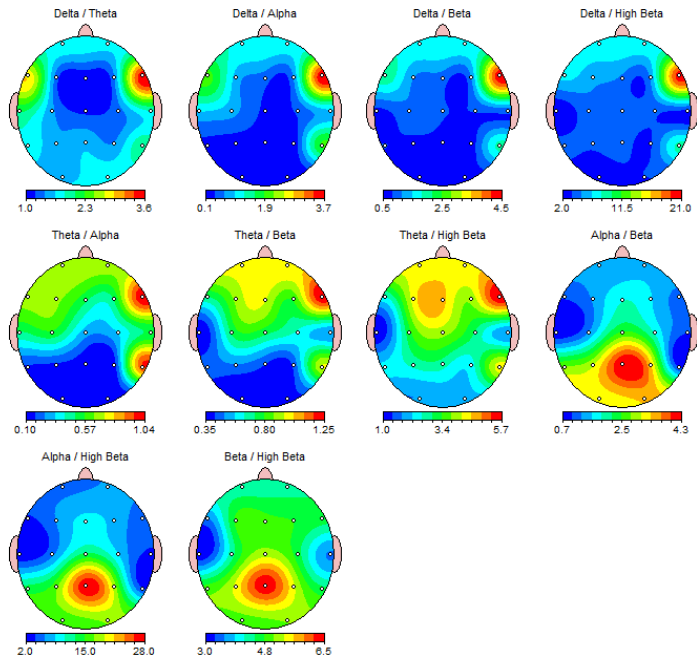 Delta / Theta Delta / Alpha Delta / Beta Delta / High Beta
1.0 2.3 3.6 0.1 1.9 3.7 0.5 2.5 4.5 2.0 11.5 21.0
Theta / Alpha Theta / Beta Theta / High Beta Alpha / Beta
0.10 0.57 1.04 0.35 0.80 1.25 1.0 3.4 5.7 0.7 2.5 4.3
Alpha / High Beta Beta / High Beta
2.0 15.0 28.0 3.0 4.8 6.5